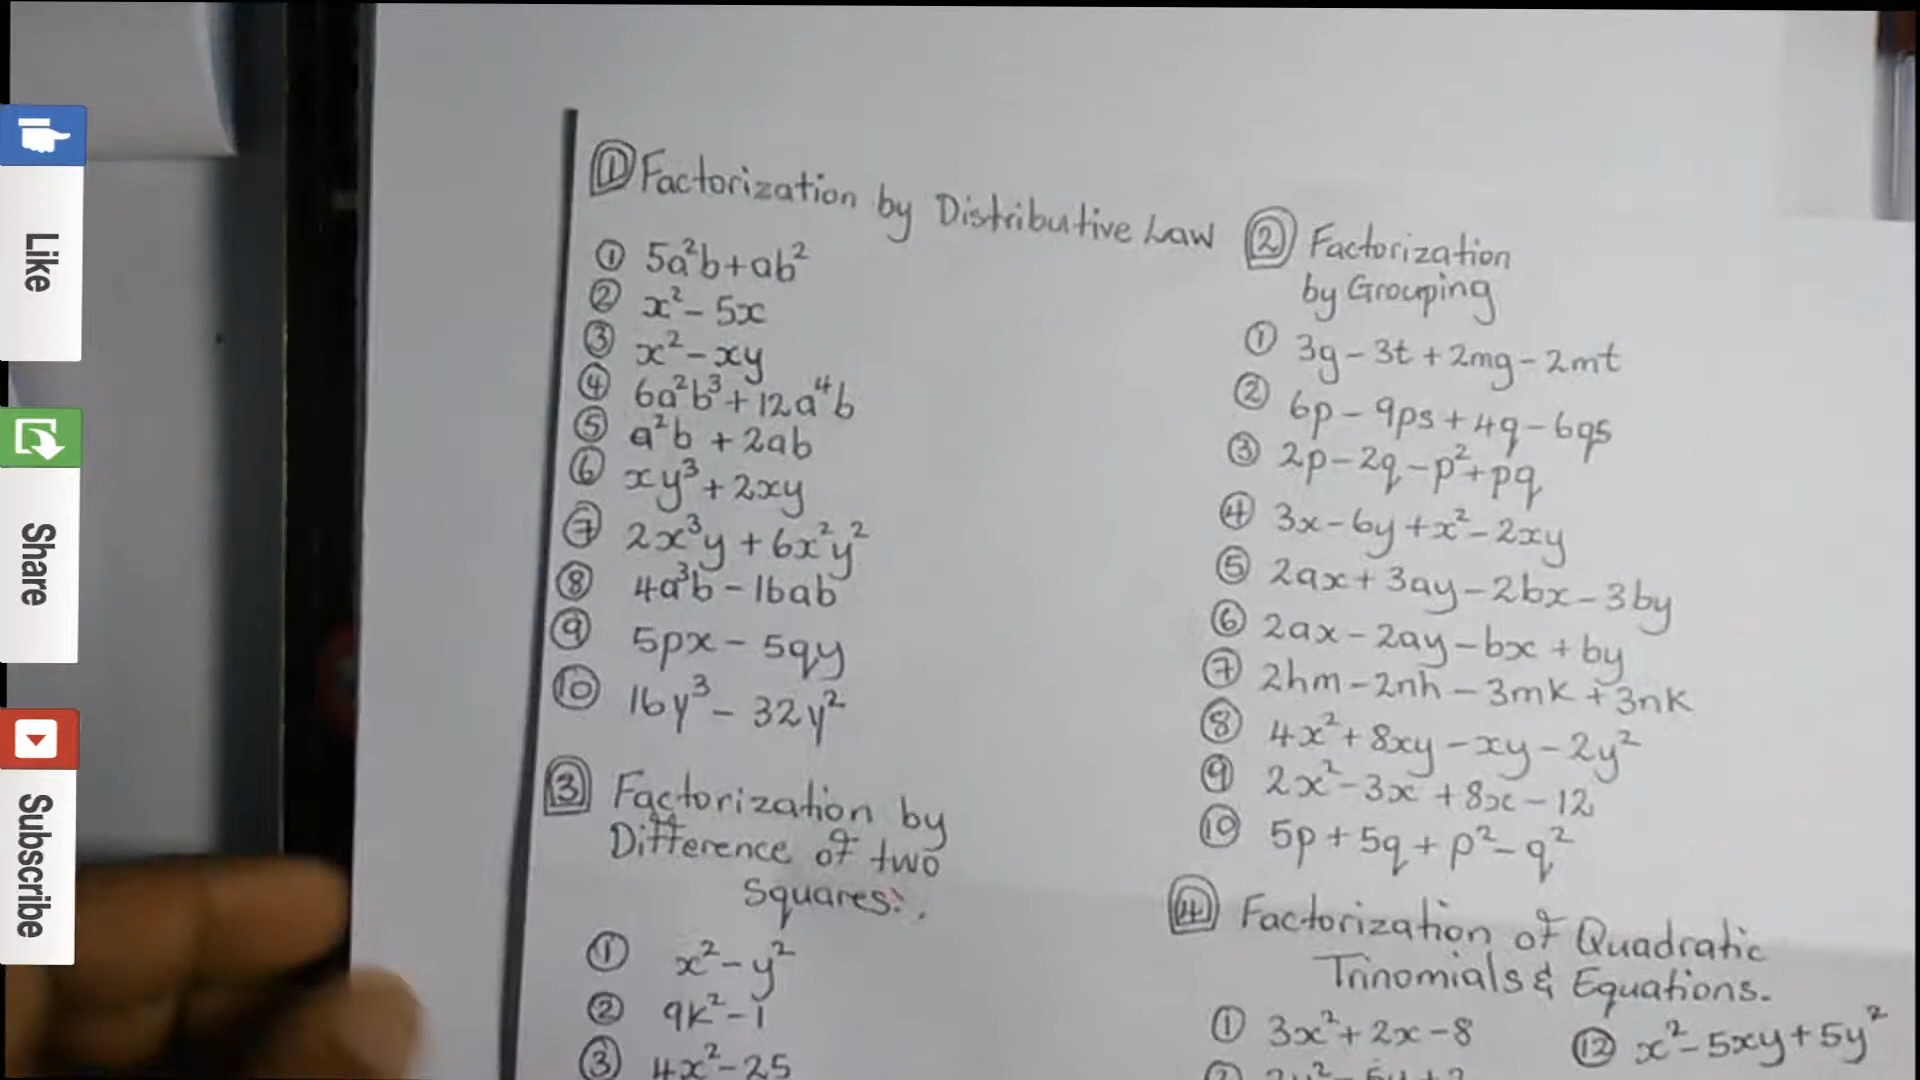 Like
Share
Subscribe
① Factorization by Distributive Law
① 5a²b+ab²
② x² - 5x
③ x² - xy
④ 6a²b³ + 12a⁴b
⑤ a²b + 2ab
⑥ xy³ + 2xy
⑦ 2x³y + 6x²y²
⑧ 4a³b - 16ab
⑨ 5px - 5qy
⑩ 16y³ - 32y²
② Factorization
by Grouping
① 3g - 3t + 2mg - 2mt
② 6p - 9ps + 4q - 6qs
③ 2p - 2q - p² + pq
④ 3x - 6y + x² - 2xy
⑤ 2ax + 3ay - 2bx - 3by
⑥ 2ax - 2ay - bx + by
⑦ 2hm - 2nh - 3mk + 3nk
⑧ 4x² + 8xy - xy - 2y²
⑨ 2x² - 3x + 8x - 12
⑩ 5p + 5q + p² - q²
③ Factorization by
Difference of two
Squares:.
① x² - y²
② 9k² - 1
③ 4x² - 25
④ Factorization of Quadratic
Trinomials & Equations.
① 3x² + 2x - 8
⑫ x² - 5xy + 5y²